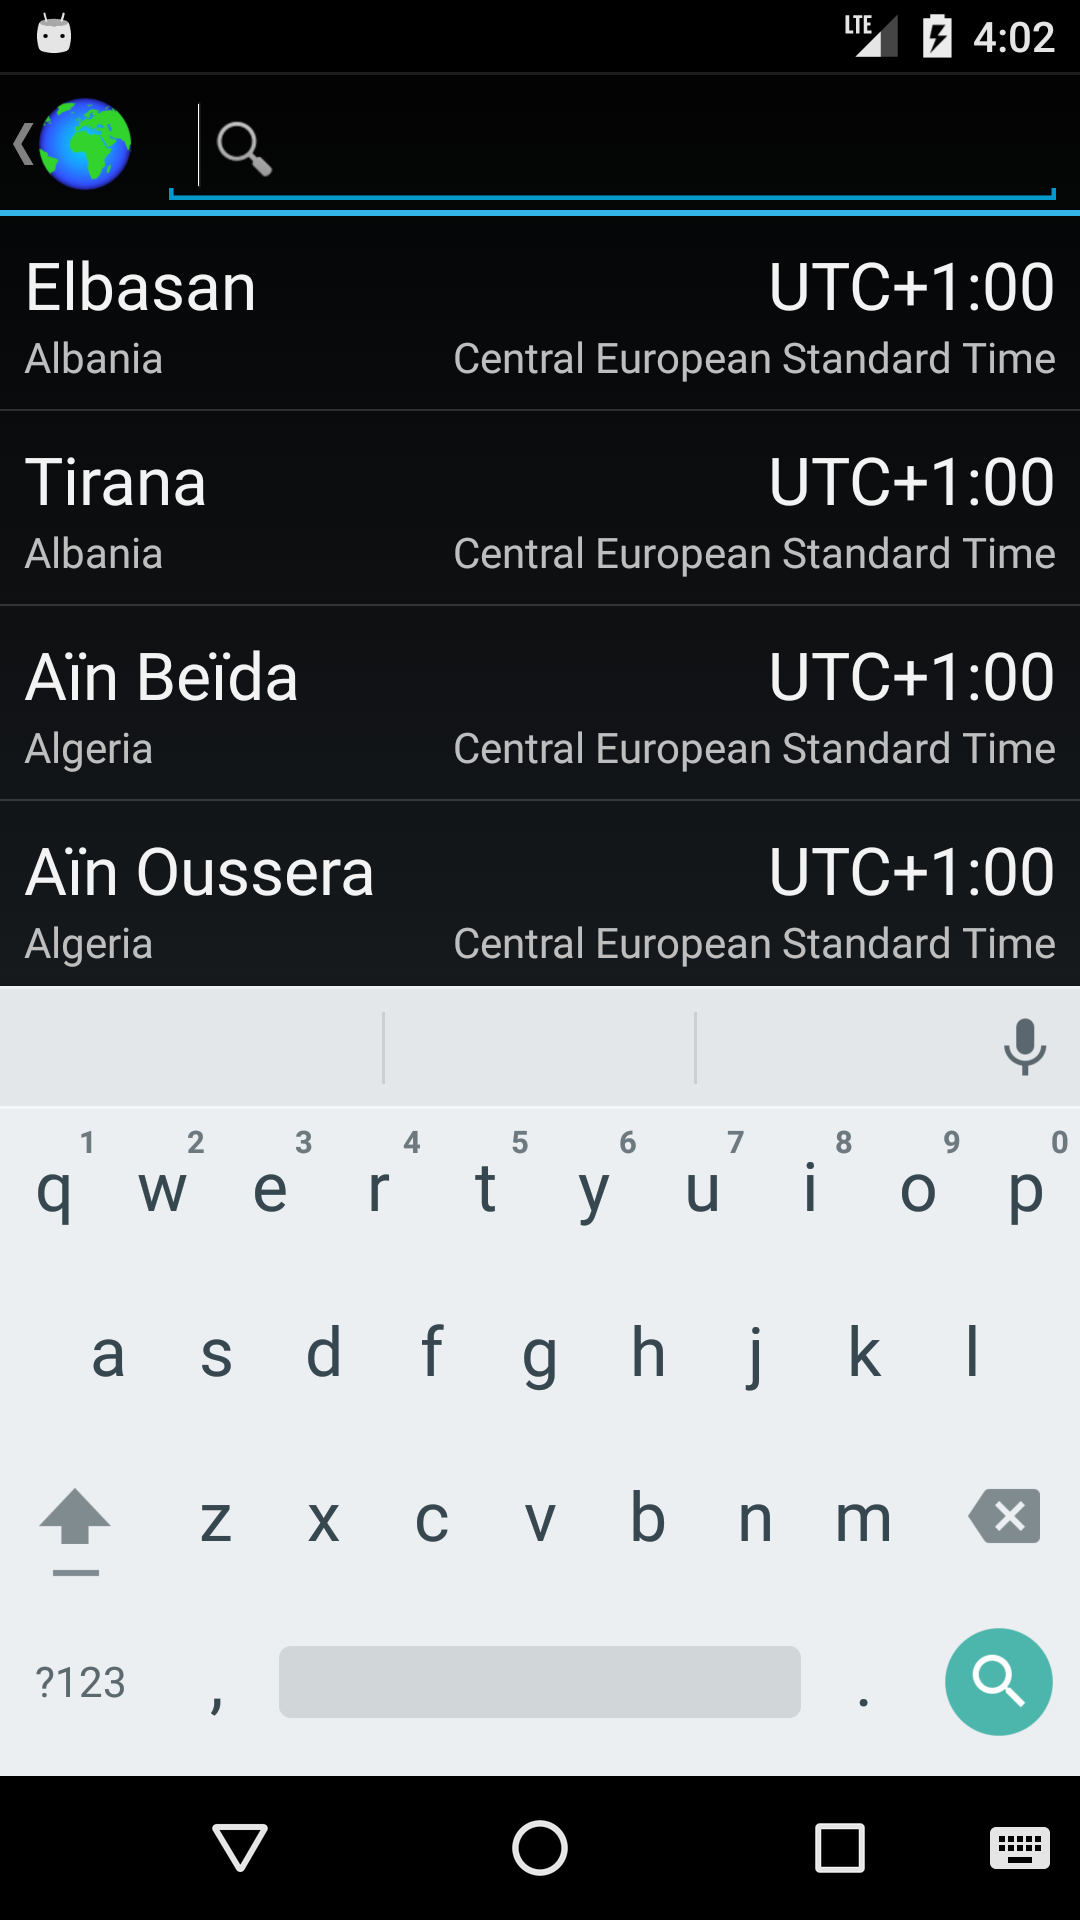 LTE 4:02
Elbasan UTC+1:00
Albania Central European Standard Time
Tirana UTC+1:00
Albania Central European Standard Time
Aïn Beïda UTC+1:00
Algeria Central European Standard Time
Aïn Oussera UTC+1:00
Algeria Central European Standard Time
1 2 3 4 5 6 7 8 9 0
q w e r t y u i o p
a s d f g h j k l
z x c v b n m
?123 , .